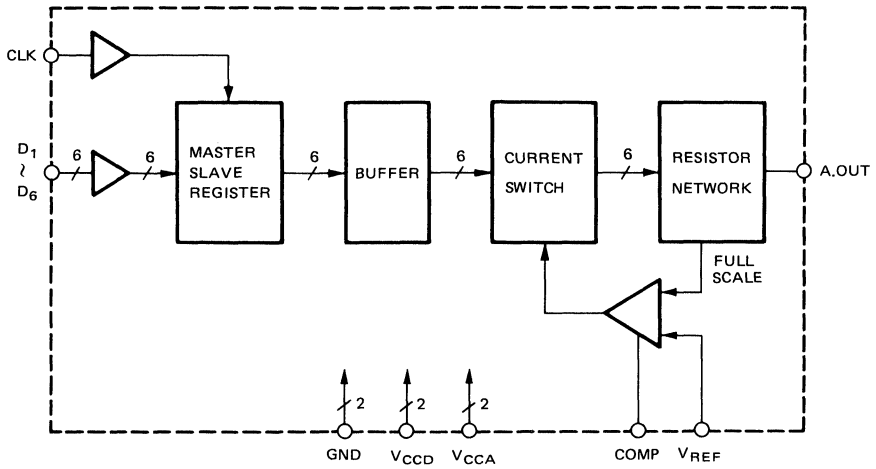 CLK
D1
~
D6
6
6
MASTER
SLAVE
REGISTER
6
BUFFER
6
CURRENT
SWITCH
6
RESISTOR
NETWORK
A.OUT
FULL
SCALE
2
2
2
GND
VCCD
VCCA
COMP
VREF